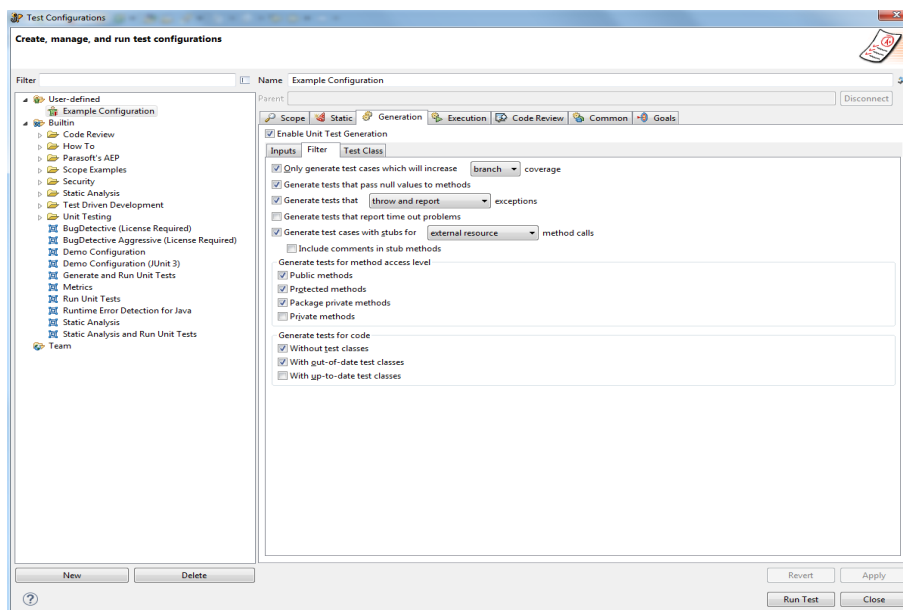 Test Configurations
Create, manage, and run test configurations
Filter
Name Example Configuration
Parent Disconnect
User-defined
Example Configuration
Builtin
Code Review
How To
Parasoft's AEP
Scope Examples
Security
Static Analysis
Test Driven Development
Unit Testing
BugDetective (License Required)
BugDetective Aggressive (License Required)
Demo Configuration
Demo Configuration (JUnit 3)
Generate and Run Unit Tests
Metrics
Run Unit Tests
Runtime Error Detection for Java
Static Analysis
Static Analysis and Run Unit Tests
Team
Scope Static Generation Execution Code Review Common Goals
Enable Unit Test Generation
Inputs Filter Test Class
Only generate test cases which will increase branch coverage
Generate tests that pass null values to methods
Generate tests that throw and report exceptions
Generate tests that report time out problems
Generate test cases with stubs for external resource method calls
Include comments in stub methods
Generate tests for method access level
Public methods
Protected methods
Package private methods
Private methods
Generate tests for code
Without test classes
With out-of-date test classes
With up-to-date test classes
New Delete
Revert Apply
? Run Test Close